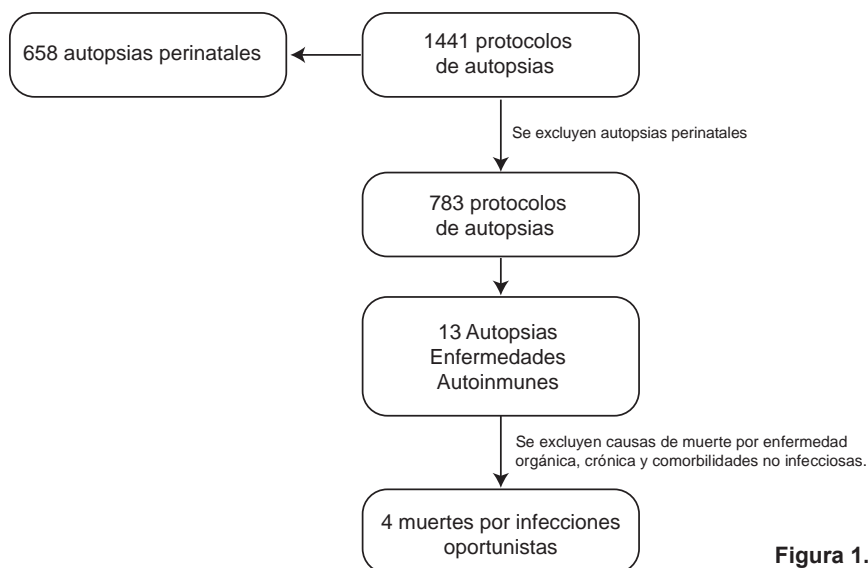 658 autopsias perinatales
1441 protocolos
de autopsias
Se excluyen autopsias perinatales
783 protocolos
de autopsias
13 Autopsias
Enfermedades
Autoinmunes
Se excluyen causas de muerte por enfermedad
orgánica, crónica y comorbilidades no infecciosas.
4 muertes por infecciones
oportunistas
Figura 1.